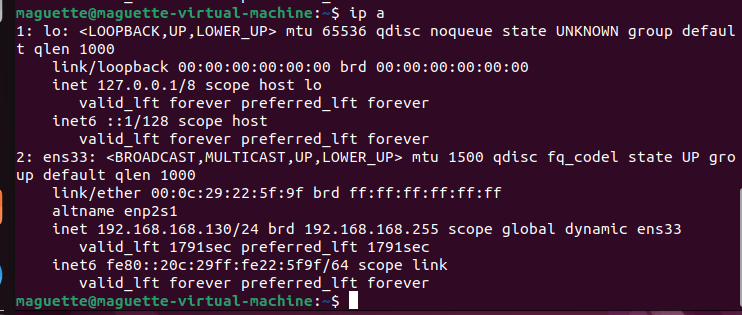 maguette@maguette-virtual-machine:~$ ip a
1: lo: <LOOPBACK,UP,LOWER_UP> mtu 65536 qdisc noqueue state UNKNOWN group defaul
t qlen 1000
    link/loopback 00:00:00:00:00:00 brd 00:00:00:00:00:00
    inet 127.0.0.1/8 scope host lo
       valid_lft forever preferred_lft forever
    inet6 ::1/128 scope host
       valid_lft forever preferred_lft forever
2: ens33: <BROADCAST,MULTICAST,UP,LOWER_UP> mtu 1500 qdisc fq_codel state UP gro
up default qlen 1000
    link/ether 00:0c:29:22:5f:9f brd ff:ff:ff:ff:ff:ff
    altname enp2s1
    inet 192.168.168.130/24 brd 192.168.168.255 scope global dynamic ens33
       valid_lft 1791sec preferred_lft 1791sec
    inet6 fe80::20c:29ff:fe22:5f9f/64 scope link
       valid_lft forever preferred_lft forever
maguette@maguette-virtual-machine:~$